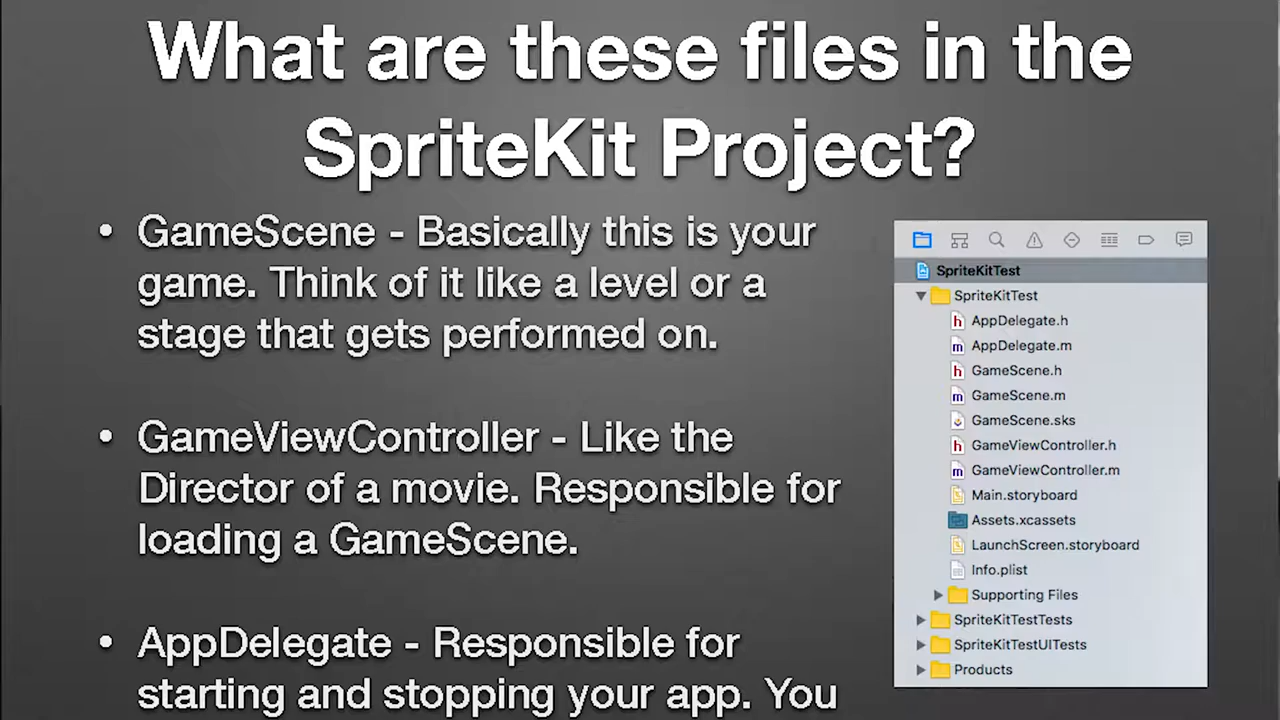 What are these files in the
SpriteKit Project?
• GameScene - Basically this is your
game. Think of it like a level or a
stage that gets performed on.
• GameViewController - Like the
Director of a movie. Responsible for
loading a GameScene.
• AppDelegate - Responsible for
starting and stopping your app. You
SpriteKitTest
SpriteKitTest
h AppDelegate.h
m AppDelegate.m
h GameScene.h
m GameScene.m
GameScene.sks
h GameViewController.h
m GameViewController.m
Main.storyboard
Assets.xcassets
LaunchScreen.storyboard
Info.plist
Supporting Files
SpriteKitTestTests
SpriteKitTestUITests
Products